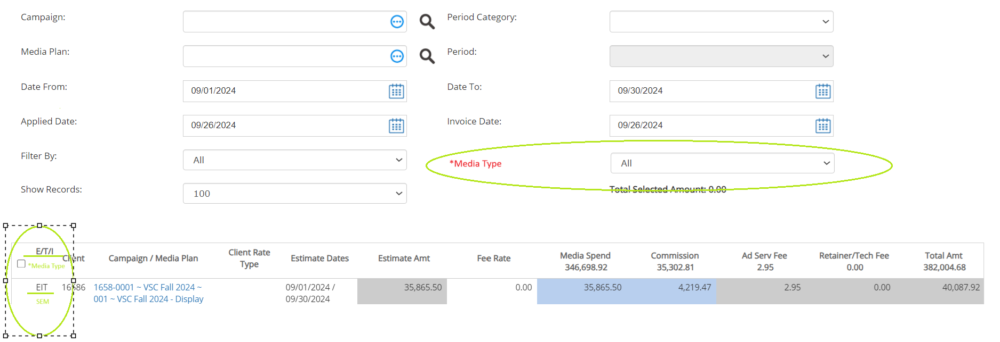 Campaign: Period Category:
Media Plan: Period:
Date From: 09/01/2024 Date To: 09/30/2024
Applied Date: 09/26/2024 Invoice Date: 09/26/2024
Filter By: All *Media Type All
Show Records: 100 Total Selected Amount: 0.00
E/T/I Client Rate Media Spend Commission Ad Serv Fee Retainer/Tech Fee Total Amt
*Media Type Client Campaign / Media Plan Type Estimate Dates Estimate Amt Fee Rate 346,698.92 35,302.81 2.95 0.00 382,004.68
EIT 16586 1658-0001 ~ VSC Fall 2024 ~ 09/01/2024 / 35,865.50 0.00 35,865.50 4,219.47 2.95 0.00 40,087.92
SEM 001 ~ VSC Fall 2024 - Display 09/30/2024